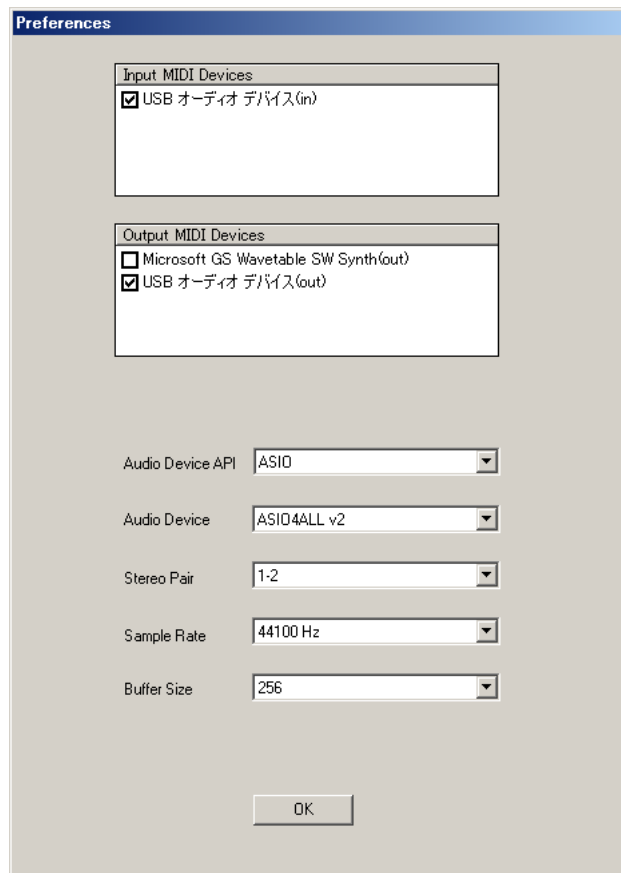 Preferences
Input MIDI Devices
USB オーディオ デバイス(in)
Output MIDI Devices
Microsoft GS Wavetable SW Synth(out)
USB オーディオ デバイス(out)
Audio Device API ASIO
Audio Device ASIO4ALL v2
Stereo Pair 1-2
Sample Rate 44100 Hz
Buffer Size 256
OK